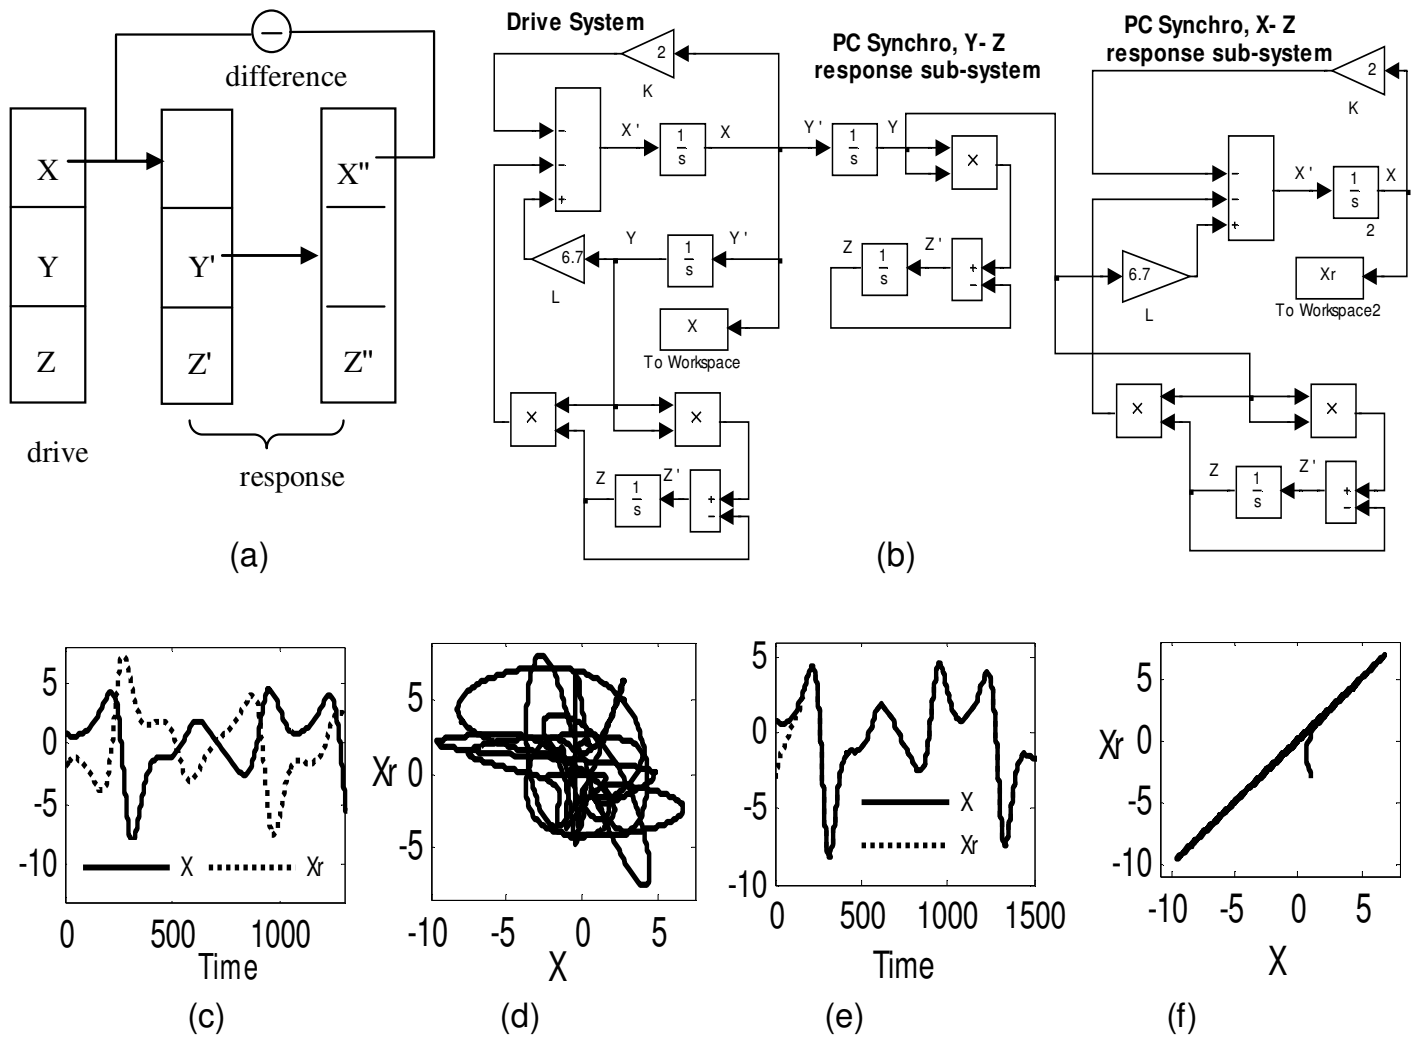 difference
X
Y
Z
Y'
Z'
X"
Z"
drive
response
(a)
Drive System
PC Synchro, Y- Z
response sub-system
PC Synchro, X- Z
response sub-system
2
K
X'
1
s
X
Y'
1
s
Y
X
6.7
L
Y
1
s
Y'
X
To Workspace
Z
1
s
Z'
+
−
X
X
Z
1
s
Z'
+
−
2
K
X'
1
s
X
2
6.7
L
Xr
To Workspace2
X
X
Z
1
s
Z'
+
−
(b)
5
0
-5
-10
X
Xr
0
500
1000
Time
(c)
5
Xr
0
-5
-10
-5
0
5
X
(d)
5
0
-5
-10
X
Xr
0
500
1000
1500
Time
(e)
5
Xr
0
-5
-10
-10
-5
0
5
X
(f)